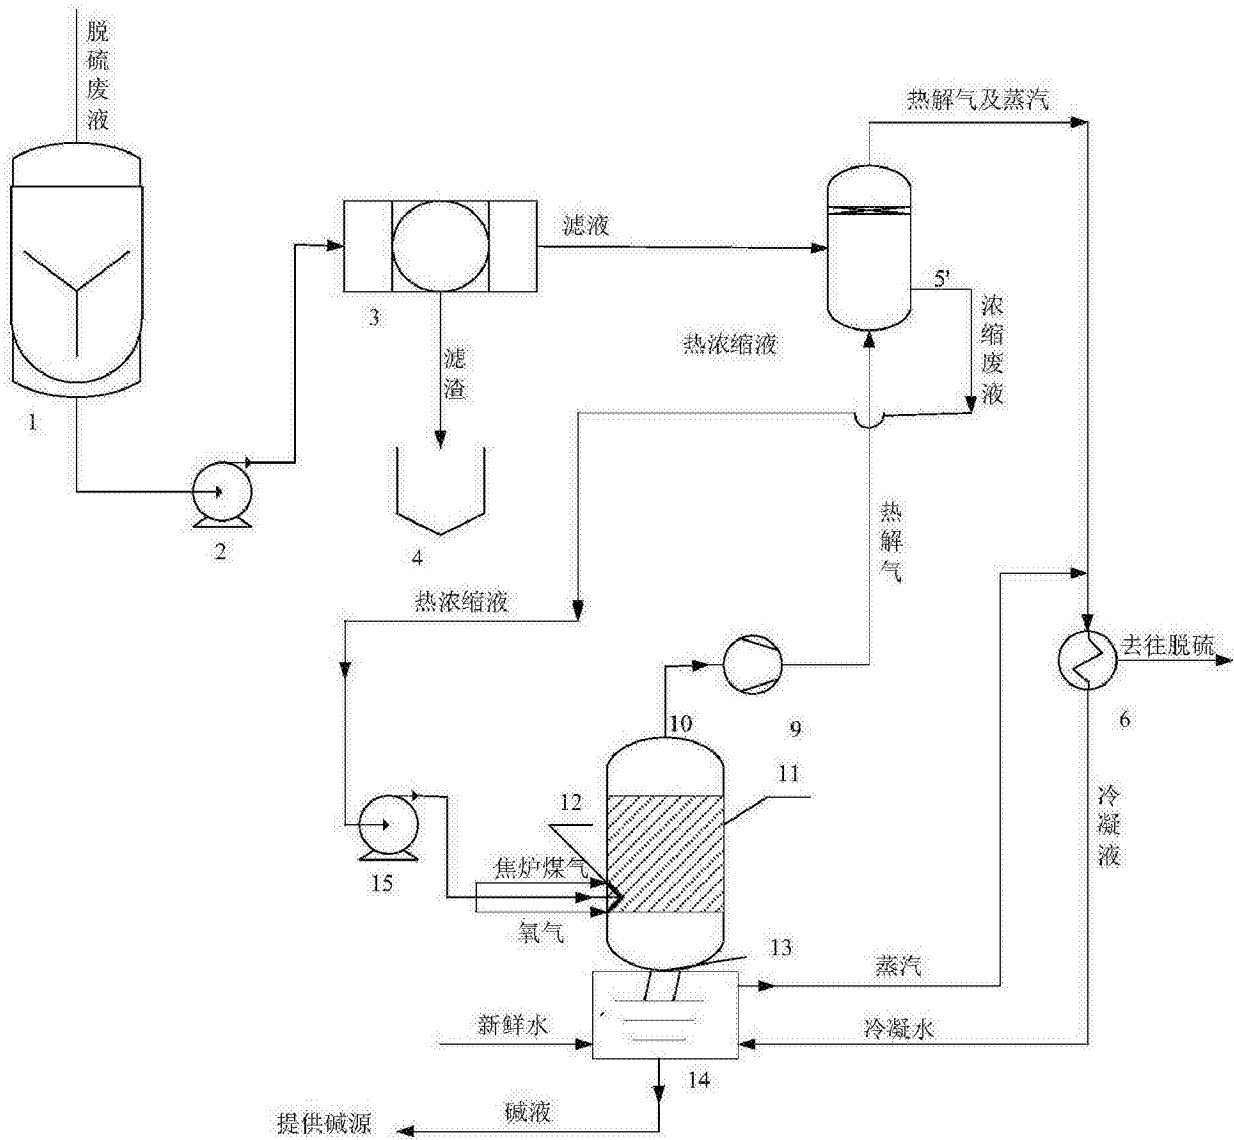 脱硫废液
热解气及蒸汽
滤液
5'
3
浓缩废液
热浓缩液
滤渣
1
热解气
2
4
热浓缩液
去往脱硫
10
9
6
11
12
冷凝液
焦炉煤气
15
氧气
13
蒸汽
新鲜水
冷凝水
14
碱液
提供碱源